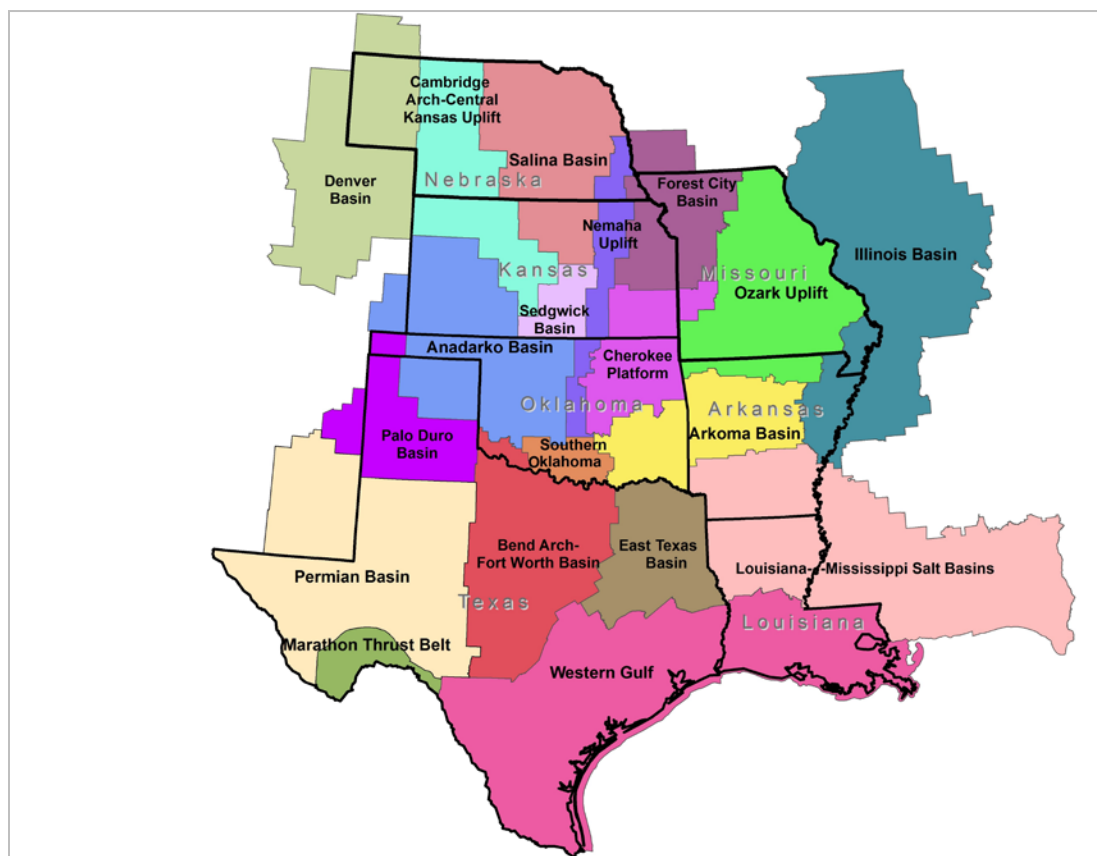 Cambridge
Arch-Central
Kansas Uplift
Salina Basin
Nebraska
Denver
Basin
Forest City
Basin
Nemaha
Uplift
Illinois Basin
Kansas
Missouri
Ozark Uplift
Sedgwick
Basin
Anadarko Basin
Cherokee
Platform
Oklahoma
Arkansas
Arkoma Basin
Palo Duro
Basin
Southern
Oklahoma
Bend Arch-
Fort Worth Basin
East Texas
Basin
Permian Basin
Louisiana-Mississippi Salt Basins
Texas
Louisiana
Marathon Thrust Belt
Western Gulf